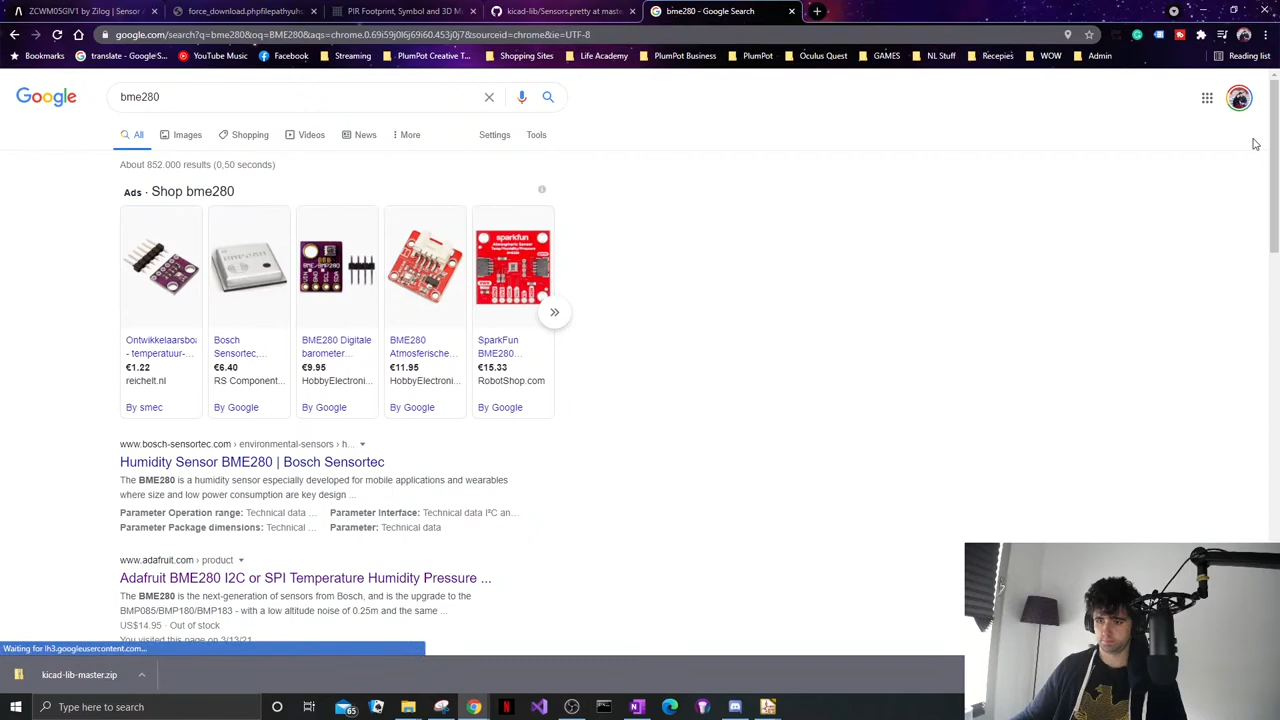 ZCWM05GIV1 by Zilog | Sensor A
force_download.phpfilepathyuh
PIR Footprint, Symbol and 3D M
kicad-lib/Sensors.pretty at maste
bme280 - Google Search
google.com/search?q=bme280&oq=BME280&aqs=chrome.0.69i59j0l6j69i60.453j0j7&sourceid=chrome&ie=UTF-8
Bookmarks
translate - Google S...
YouTube Music
Facebook
Streaming
PlumPot Creative T...
Shopping Sites
Life Academy
PlumPot Business
PlumPot
Oculus Quest
GAMES
NL Stuff
Recepies
WOW
Admin
Reading list
Google
bme280
All
Images
Shopping
Videos
News
More
Settings
Tools
About 852.000 results (0,50 seconds)
Ads · Shop bme280
Ontwikkelaarsboa
- temperatuur-...
€1.22
reichelt.nl
By smec
Bosch
Sensortec,...
€6.40
RS Component...
By Google
BME280 Digitale
barometer...
€9.95
HobbyElectroni...
By Google
BME280
Atmosferische...
€11.95
HobbyElectroni...
By Google
SparkFun
BME280...
€15.33
RobotShop.com
By Google
www.bosch-sensortec.com › environmental-sensors › h...
Humidity Sensor BME280 | Bosch Sensortec
The BME280 is a humidity sensor especially developed for mobile applications and wearables
where size and low power consumption are key design ...
Parameter Operation range: Technical data ...
Parameter Interface: Technical data I²C an...
Parameter Package dimensions: Technical ...
Parameter: Technical data
www.adafruit.com › product
Adafruit BME280 I2C or SPI Temperature Humidity Pressure ...
The BME280 is the next-generation of sensors from Bosch, and is the upgrade to the
BMP085/BMP180/BMP183 - with a low altitude noise of 0.25m and the same ...
US$14.95 · Out of stock
You visited this page on 3/13/21.
Waiting for lh3.googleusercontent.com...
kicad-lib-master.zip
Type here to search
65